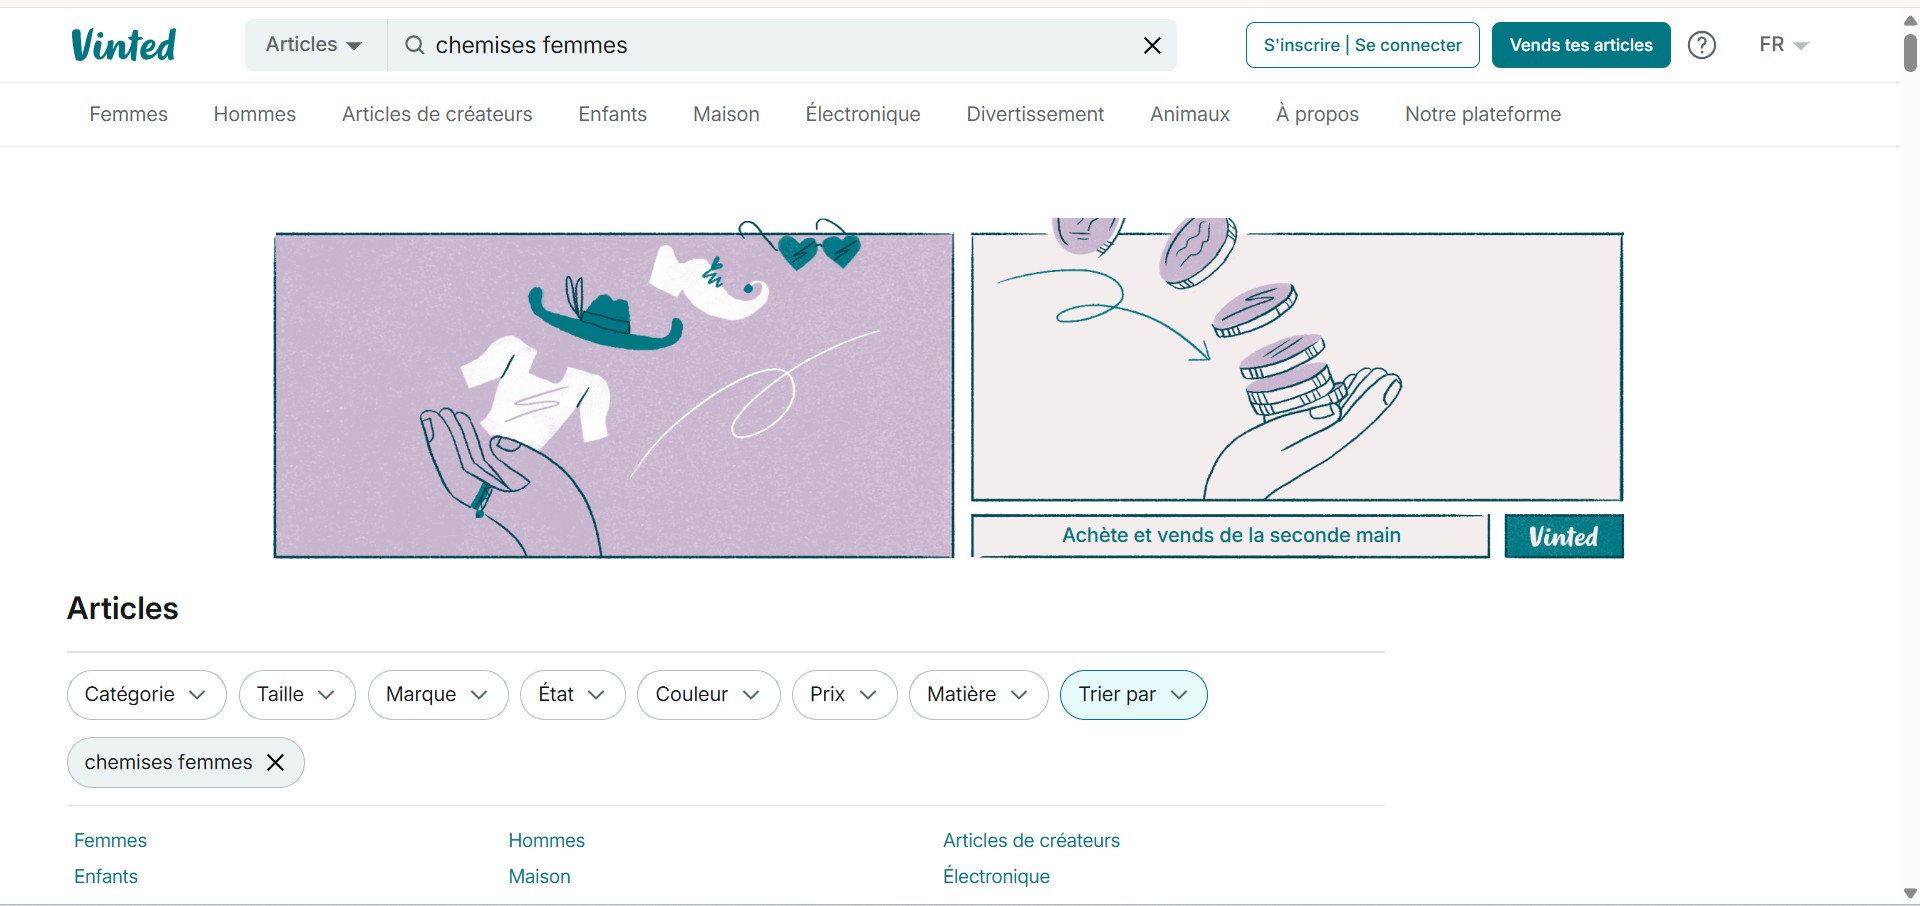 Vinted
Articles
chemises femmes
S'inscrire | Se connecter
Vends tes articles
?
FR
Femmes
Hommes
Articles de créateurs
Enfants
Maison
Électronique
Divertissement
Animaux
À propos
Notre plateforme
Achète et vends de la seconde main
Vinted
Articles
Catégorie
Taille
Marque
État
Couleur
Prix
Matière
Trier par
chemises femmes
Femmes
Hommes
Articles de créateurs
Enfants
Maison
Électronique